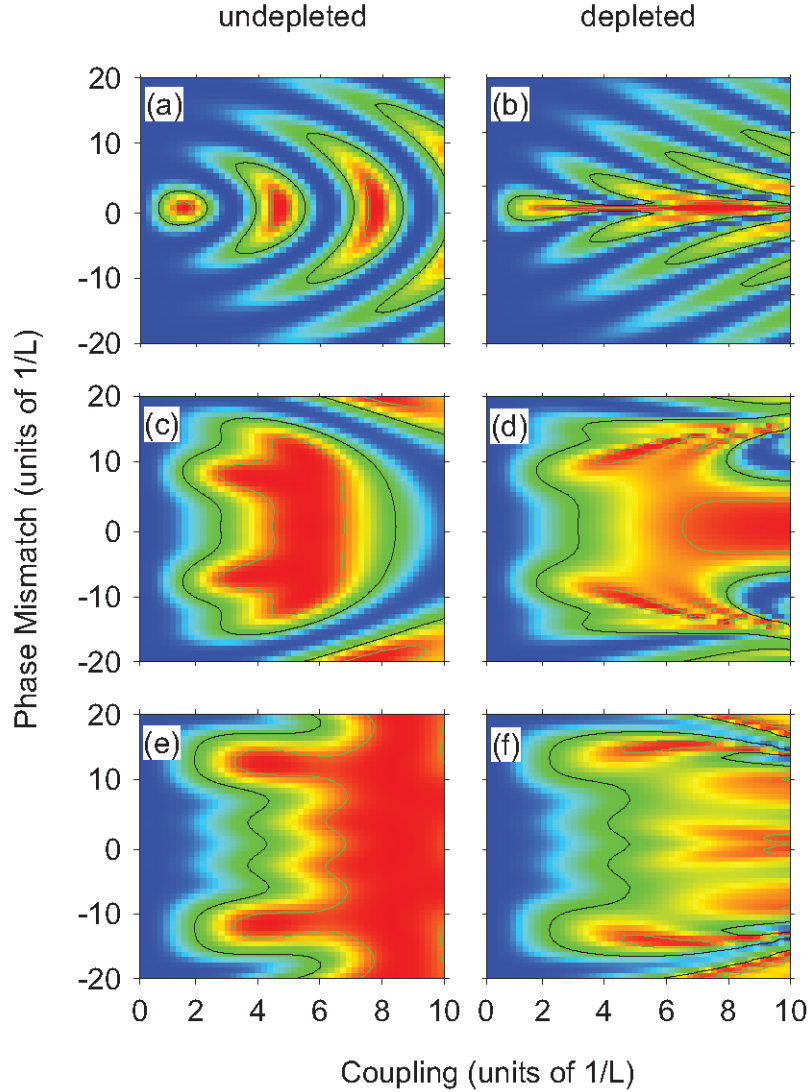 undepleted depleted
20 (a) (b)
10
0
-10
-20
20 (c) (d)
10
0
-10
-20
20 (e) (f)
10
0
-10
-20
0 2 4 6 8 10 0 2 4 6 8 10
Phase Mismatch (units of 1/L)
Coupling (units of 1/L)